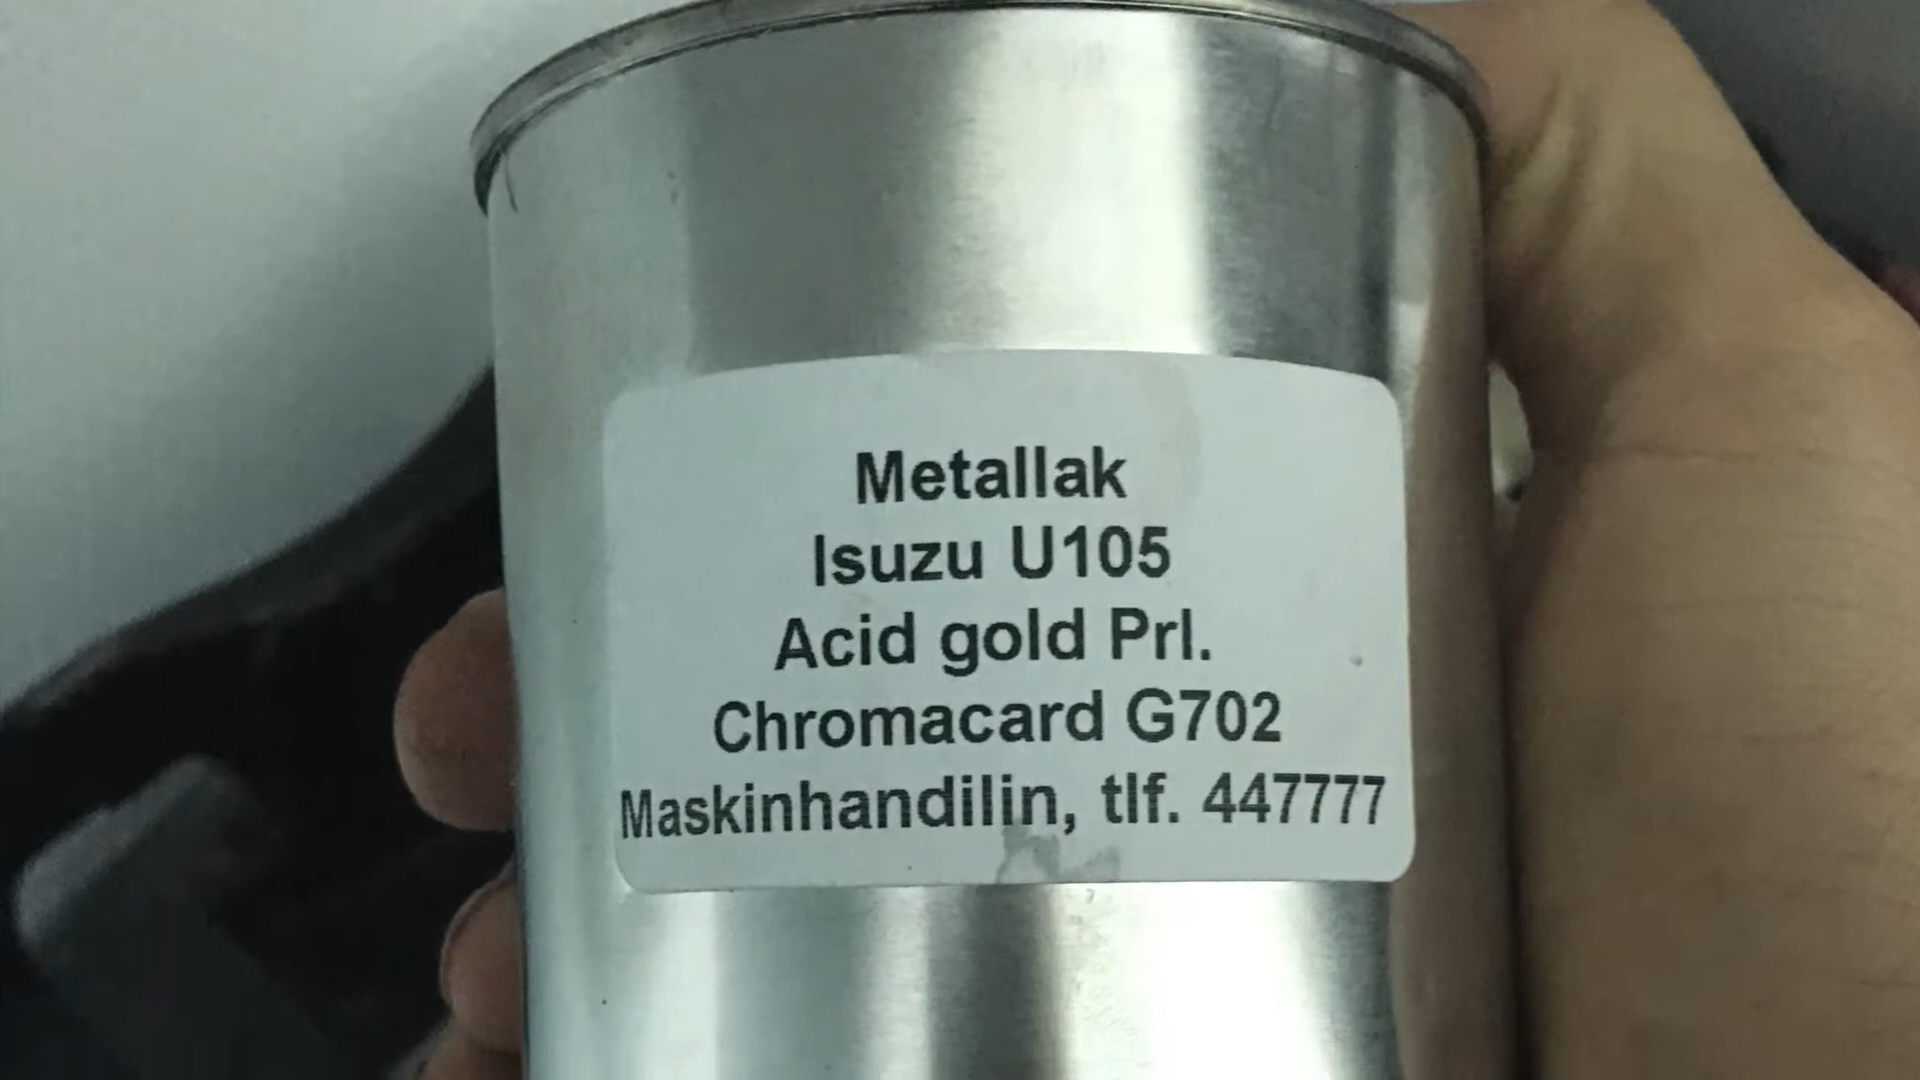 Metallak
Isuzu U105
Acid gold Prl.
Chromacard G702
Maskinhandilin, tlf. 447777